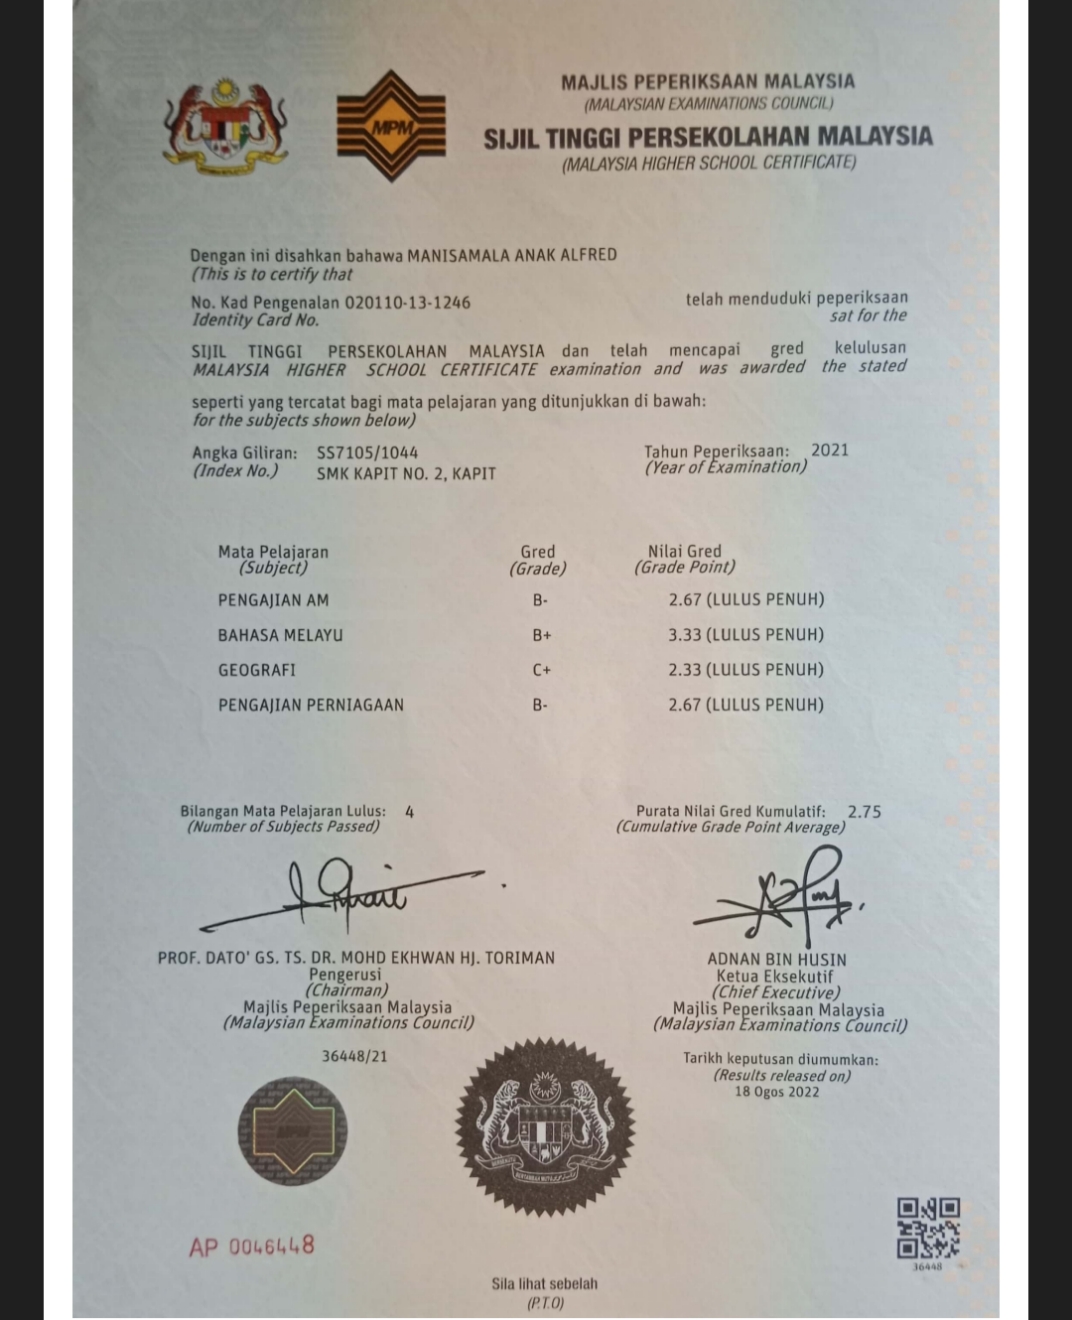 MPM
MAJLIS PEPERIKSAAN MALAYSIA
(MALAYSIAN EXAMINATIONS COUNCIL)
SIJIL TINGGI PERSEKOLAHAN MALAYSIA
(MALAYSIA HIGHER SCHOOL CERTIFICATE)
Dengan ini disahkan bahawa MANISAMALA ANAK ALFRED
(This is to certify that
No. Kad Pengenalan 020110-13-1246 telah menduduki peperiksaan
Identity Card No. sat for the
SIJIL TINGGI PERSEKOLAHAN MALAYSIA dan telah mencapai gred kelulusan
MALAYSIA HIGHER SCHOOL CERTIFICATE examination and was awarded the stated
seperti yang tercatat bagi mata pelajaran yang ditunjukkan di bawah:
for the subjects shown below)
Angka Giliran: SS7105/1044 Tahun Peperiksaan: 2021
(Index No.) SMK KAPIT NO. 2, KAPIT (Year of Examination)
Mata Pelajaran Gred Nilai Gred
(Subject) (Grade) (Grade Point)
PENGAJIAN AM B- 2.67 (LULUS PENUH)
BAHASA MELAYU B+ 3.33 (LULUS PENUH)
GEOGRAFI C+ 2.33 (LULUS PENUH)
PENGAJIAN PERNIAGAAN B- 2.67 (LULUS PENUH)
Bilangan Mata Pelajaran Lulus: 4 Purata Nilai Gred Kumulatif: 2.75
(Number of Subjects Passed) (Cumulative Grade Point Average)
PROF. DATO' GS. TS. DR. MOHD EKHWAN HJ. TORIMAN ADNAN BIN HUSIN
Pengerusi Ketua Eksekutif
(Chairman) (Chief Executive)
Majlis Peperiksaan Malaysia Majlis Peperiksaan Malaysia
(Malaysian Examinations Council) (Malaysian Examinations Council)
36448/21 Tarikh keputusan diumumkan:
(Results released on)
18 Ogos 2022
MPM
AP 0046448
36448
Sila lihat sebelah
(P.T.O)